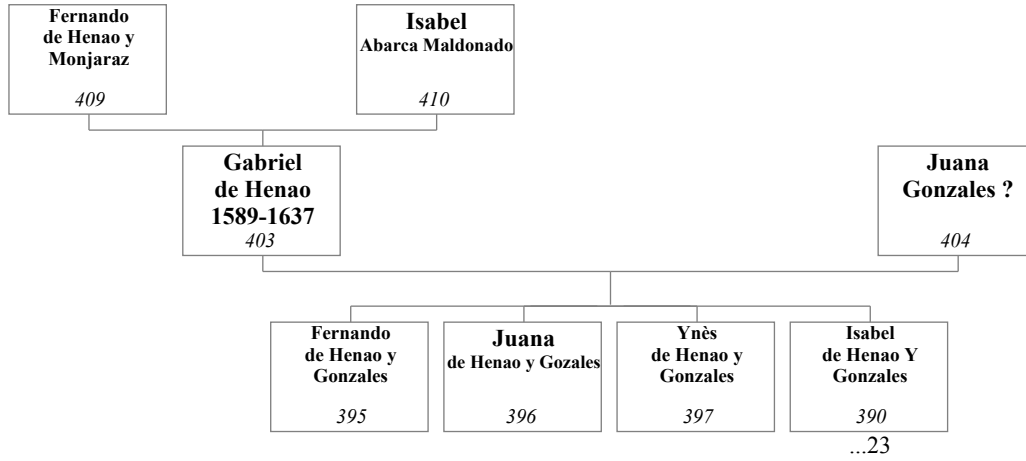 Fernando
de Henao y
Monjaraz
409
Isabel
Abarca Maldonado
410
Gabriel
de Henao
1589-1637
403
Juana
Gonzales ?
404
Fernando
de Henao y
Gonzales
395
Juana
de Henao y Gozales
396
Ynès
de Henao y
Gonzales
397
Isabel
de Henao Y
Gonzales
390
...23